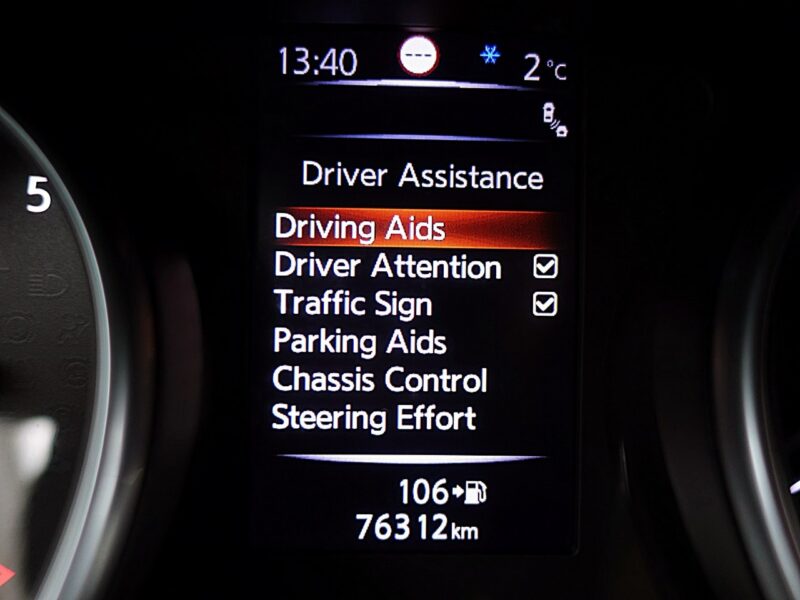 13:40 --- 2°C
Driver Assistance
5
Driving Aids
Driver Attention
Traffic Sign
Parking Aids
Chassis Control
Steering Effort
106
76312km